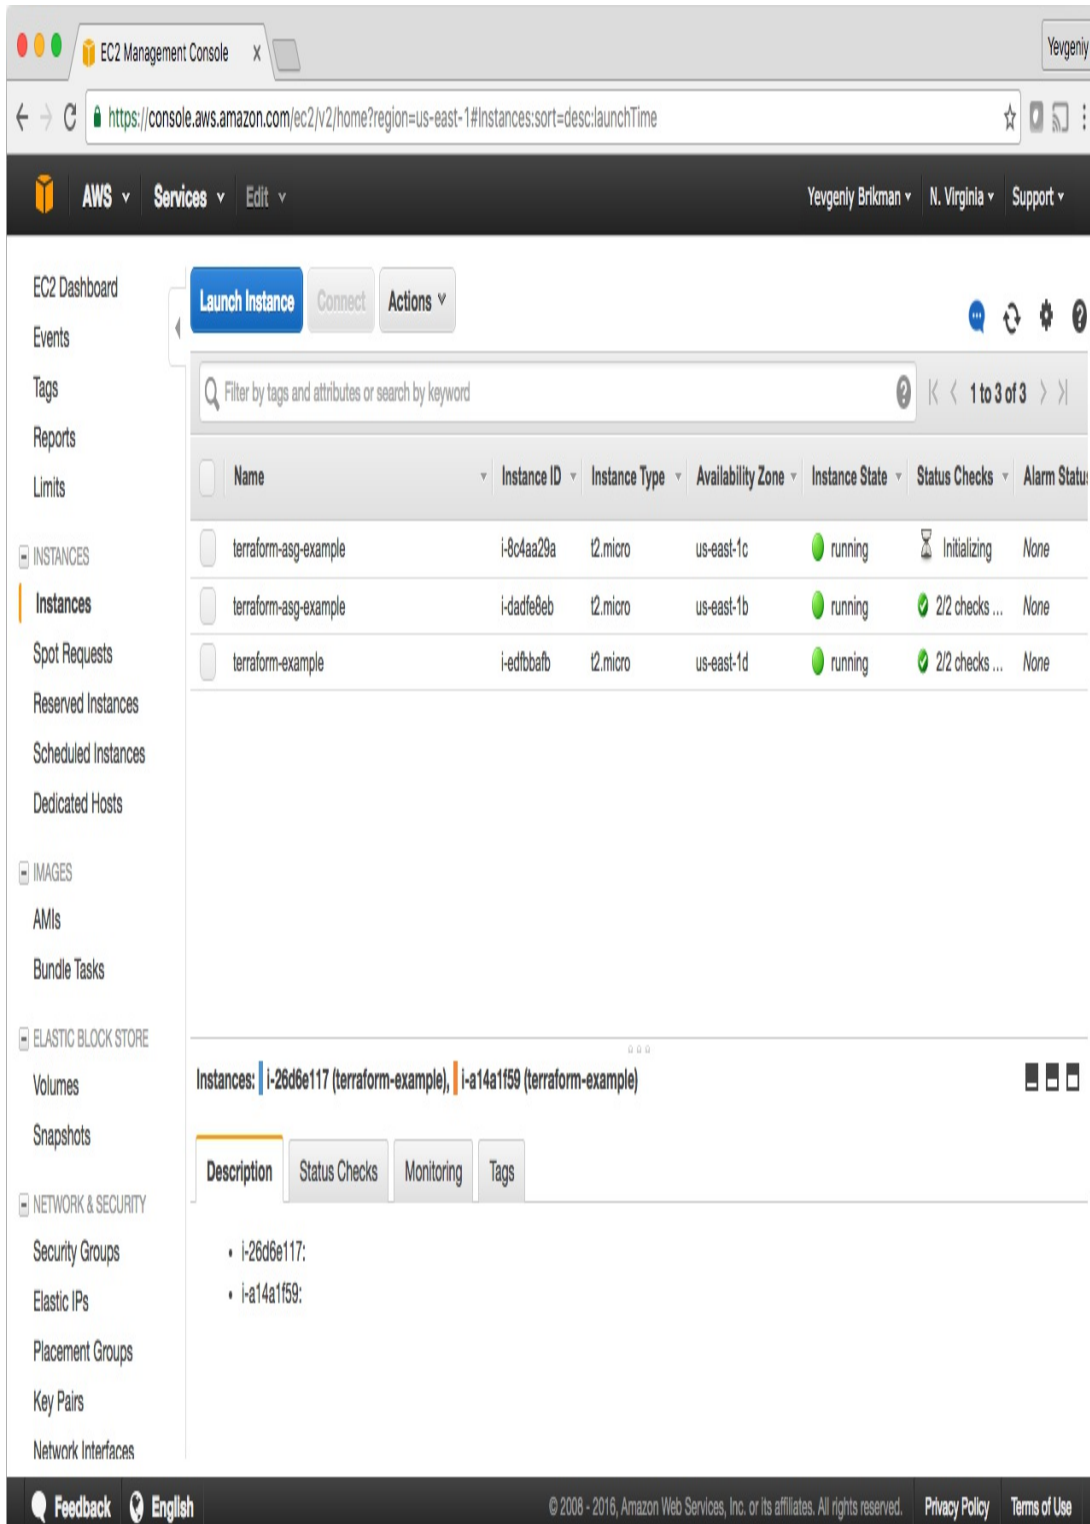 EC2 Management Console
Yevgeniy
https://console.aws.amazon.com/ec2/v2/home?region=us-east-1#Instances:sort=desc:launchTime
AWS Services Edit Yevgeniy Brikman N. Virginia Support
EC2 Dashboard
Events
Tags
Reports
Limits
INSTANCES
Instances
Spot Requests
Reserved Instances
Scheduled Instances
Dedicated Hosts
IMAGES
AMIs
Bundle Tasks
ELASTIC BLOCK STORE
Volumes
Snapshots
NETWORK & SECURITY
Security Groups
Elastic IPs
Placement Groups
Key Pairs
Network Interfaces
Launch Instance Connect Actions
Filter by tags and attributes or search by keyword 1 to 3 of 3
Name Instance ID Instance Type Availability Zone Instance State Status Checks Alarm Status
terraform-asg-example i-8c4aa29a t2.micro us-east-1c running Initializing None
terraform-asg-example i-dadfe8eb t2.micro us-east-1b running 2/2 checks ... None
terraform-example i-edfbbafb t2.micro us-east-1d running 2/2 checks ... None
Instances: i-26d6e117 (terraform-example), i-a14a1f59 (terraform-example)
Description Status Checks Monitoring Tags
• i-26d6e117:
• i-a14a1f59:
Feedback English © 2008 - 2016, Amazon Web Services, Inc. or its affiliates. All rights reserved. Privacy Policy Terms of Use